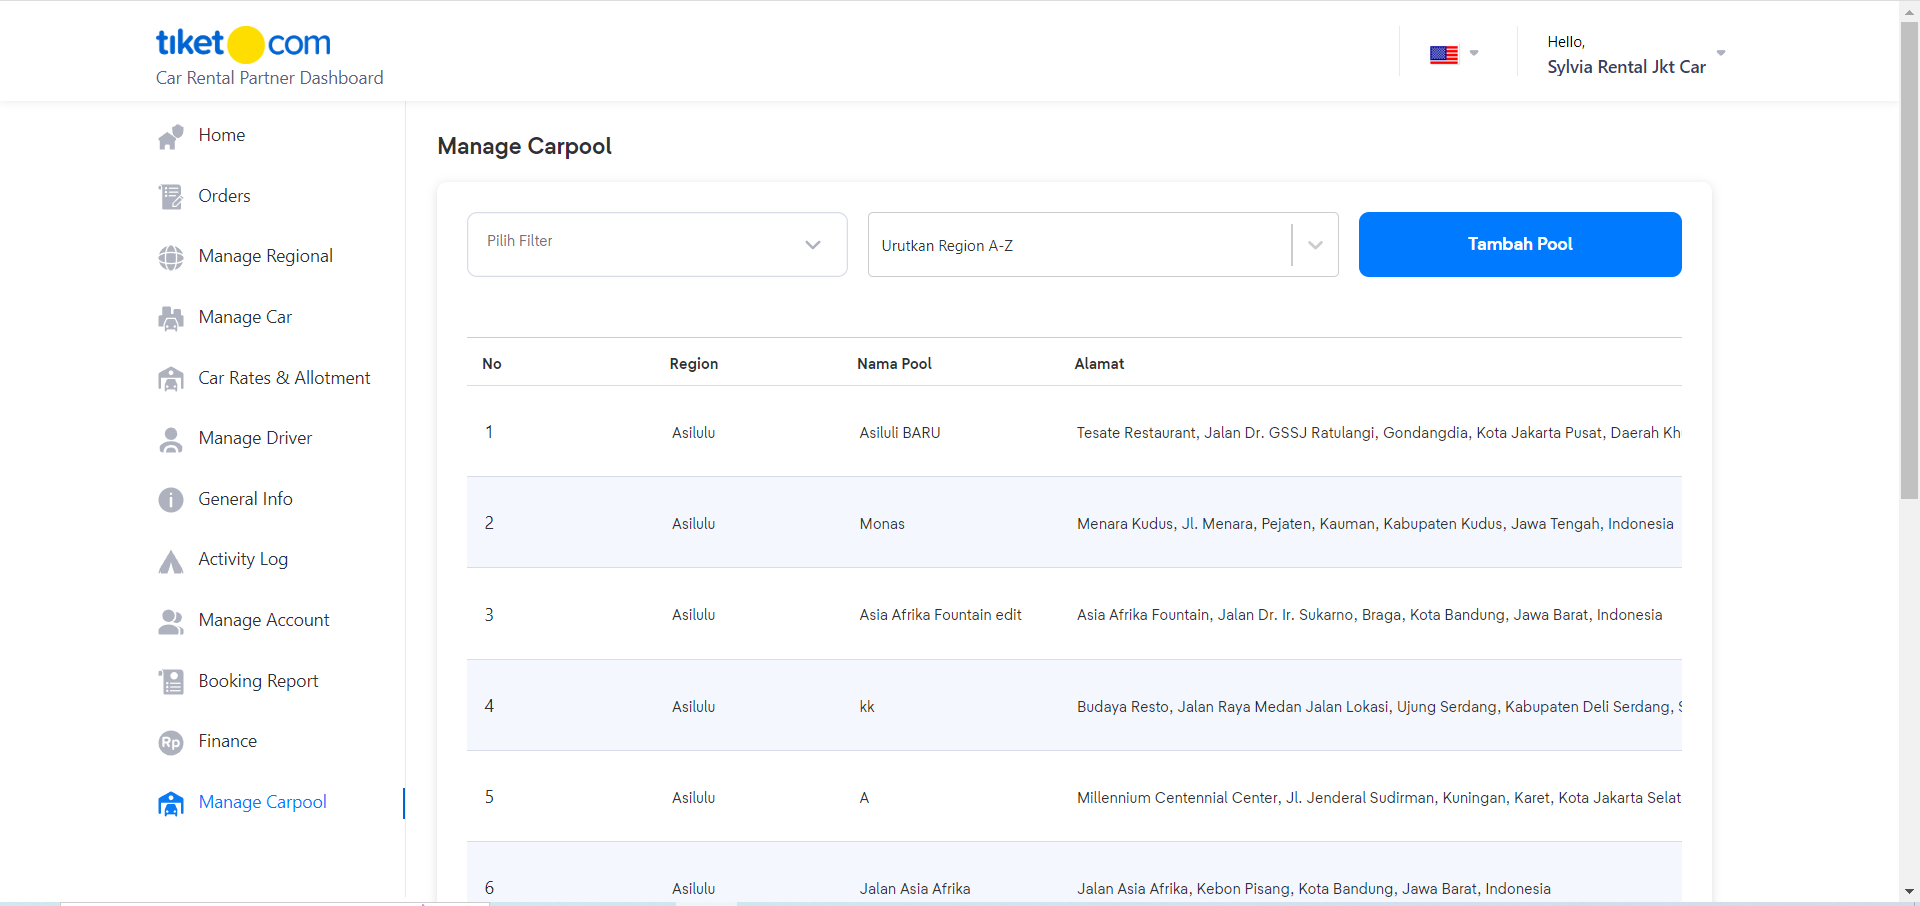 tiket com
Car Rental Partner Dashboard
Hello,
Sylvia Rental Jkt Car
Home
Orders
Manage Regional
Manage Car
Car Rates & Allotment
Manage Driver
General Info
Activity Log
Manage Account
Booking Report
Rp Finance
Manage Carpool
Manage Carpool
Pilih Filter
Urutkan Region A-Z
Tambah Pool
No Region Nama Pool Alamat
1 Asilulu Asiluli BARU Tesate Restaurant, Jalan Dr. GSSJ Ratulangi, Gondangdia, Kota Jakarta Pusat, Daerah Kh
2 Asilulu Monas Menara Kudus, Jl. Menara, Pejaten, Kauman, Kabupaten Kudus, Jawa Tengah, Indonesia
3 Asilulu Asia Afrika Fountain edit Asia Afrika Fountain, Jalan Dr. Ir. Sukarno, Braga, Kota Bandung, Jawa Barat, Indonesia
4 Asilulu kk Budaya Resto, Jalan Raya Medan Jalan Lokasi, Ujung Serdang, Kabupaten Deli Serdang,
5 Asilulu A Millennium Centennial Center, Jl. Jenderal Sudirman, Kuningan, Karet, Kota Jakarta Selat
6 Asilulu Jalan Asia Afrika Jalan Asia Afrika, Kebon Pisang, Kota Bandung, Jawa Barat, Indonesia